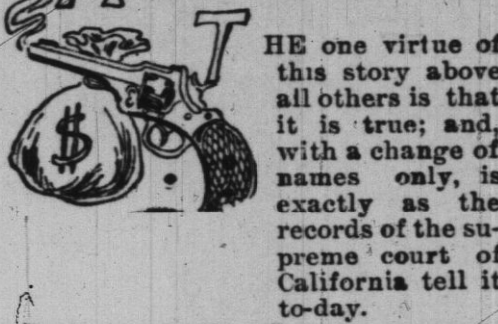 THE one virtue of
this story above
all others is that
it is true; and,
with a change of
names only, is
exactly as the
records of the su-
preme court of
California tell it
to-day.
$